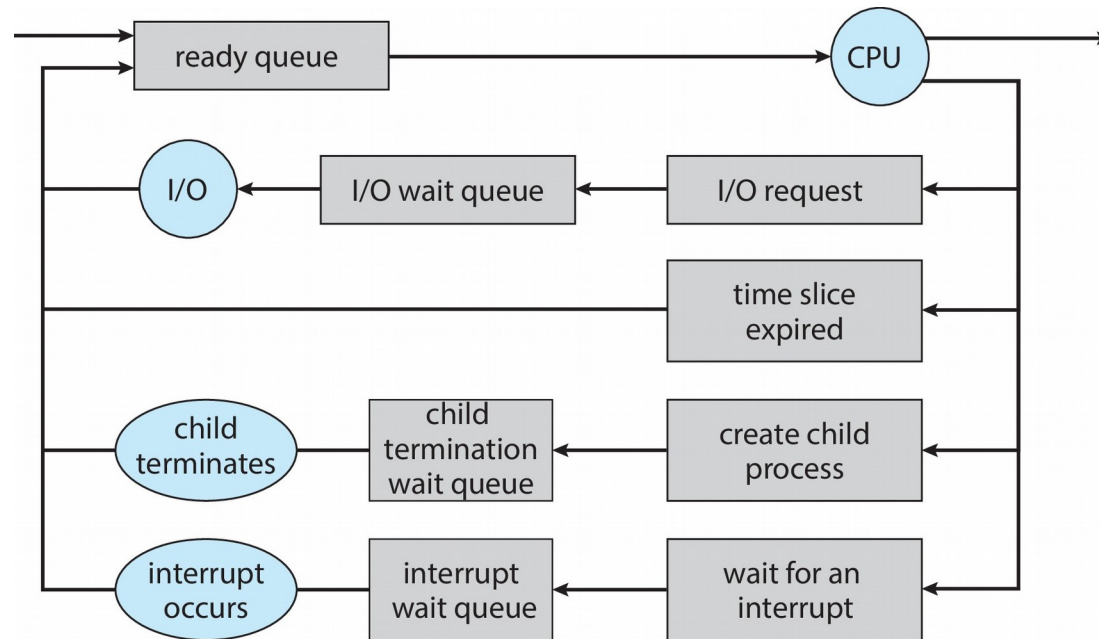 ready queue
CPU
I/O
I/O wait queue
I/O request
time slice
expired
child
terminates
child
termination
wait queue
create child
process
interrupt
occurs
interrupt
wait queue
wait for an
interrupt